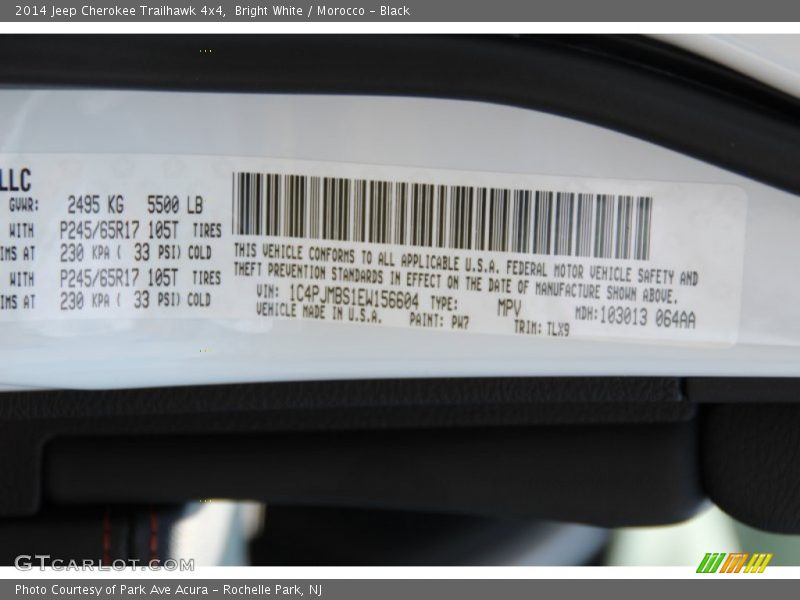 2014 Jeep Cherokee Trailhawk 4x4,  Bright White / Morocco – Black
LLC
GVWR: 2495 KG 5500 LB
WITH P245/65R17 105T TIRES
IMS AT 230 KPA ( 33 PSI) COLD
WITH P245/65R17 105T TIRES
IMS AT 230 KPA ( 33 PSI) COLD
THIS VEHICLE CONFORMS TO ALL APPLICABLE U.S.A. FEDERAL MOTOR VEHICLE SAFETY AND
THEFT PREVENTION STANDARDS IN EFFECT ON THE DATE OF MANUFACTURE SHOWN ABOVE.
VIN: 1C4PJMBS1EW156604 TYPE: MPV MDH: 103013 064AA
VEHICLE MADE IN U.S.A. PAINT: PW7 TRIM: TLX9
GTCARLOT.COM
Photo Courtesy of Park Ave Acura – Rochelle Park, NJ